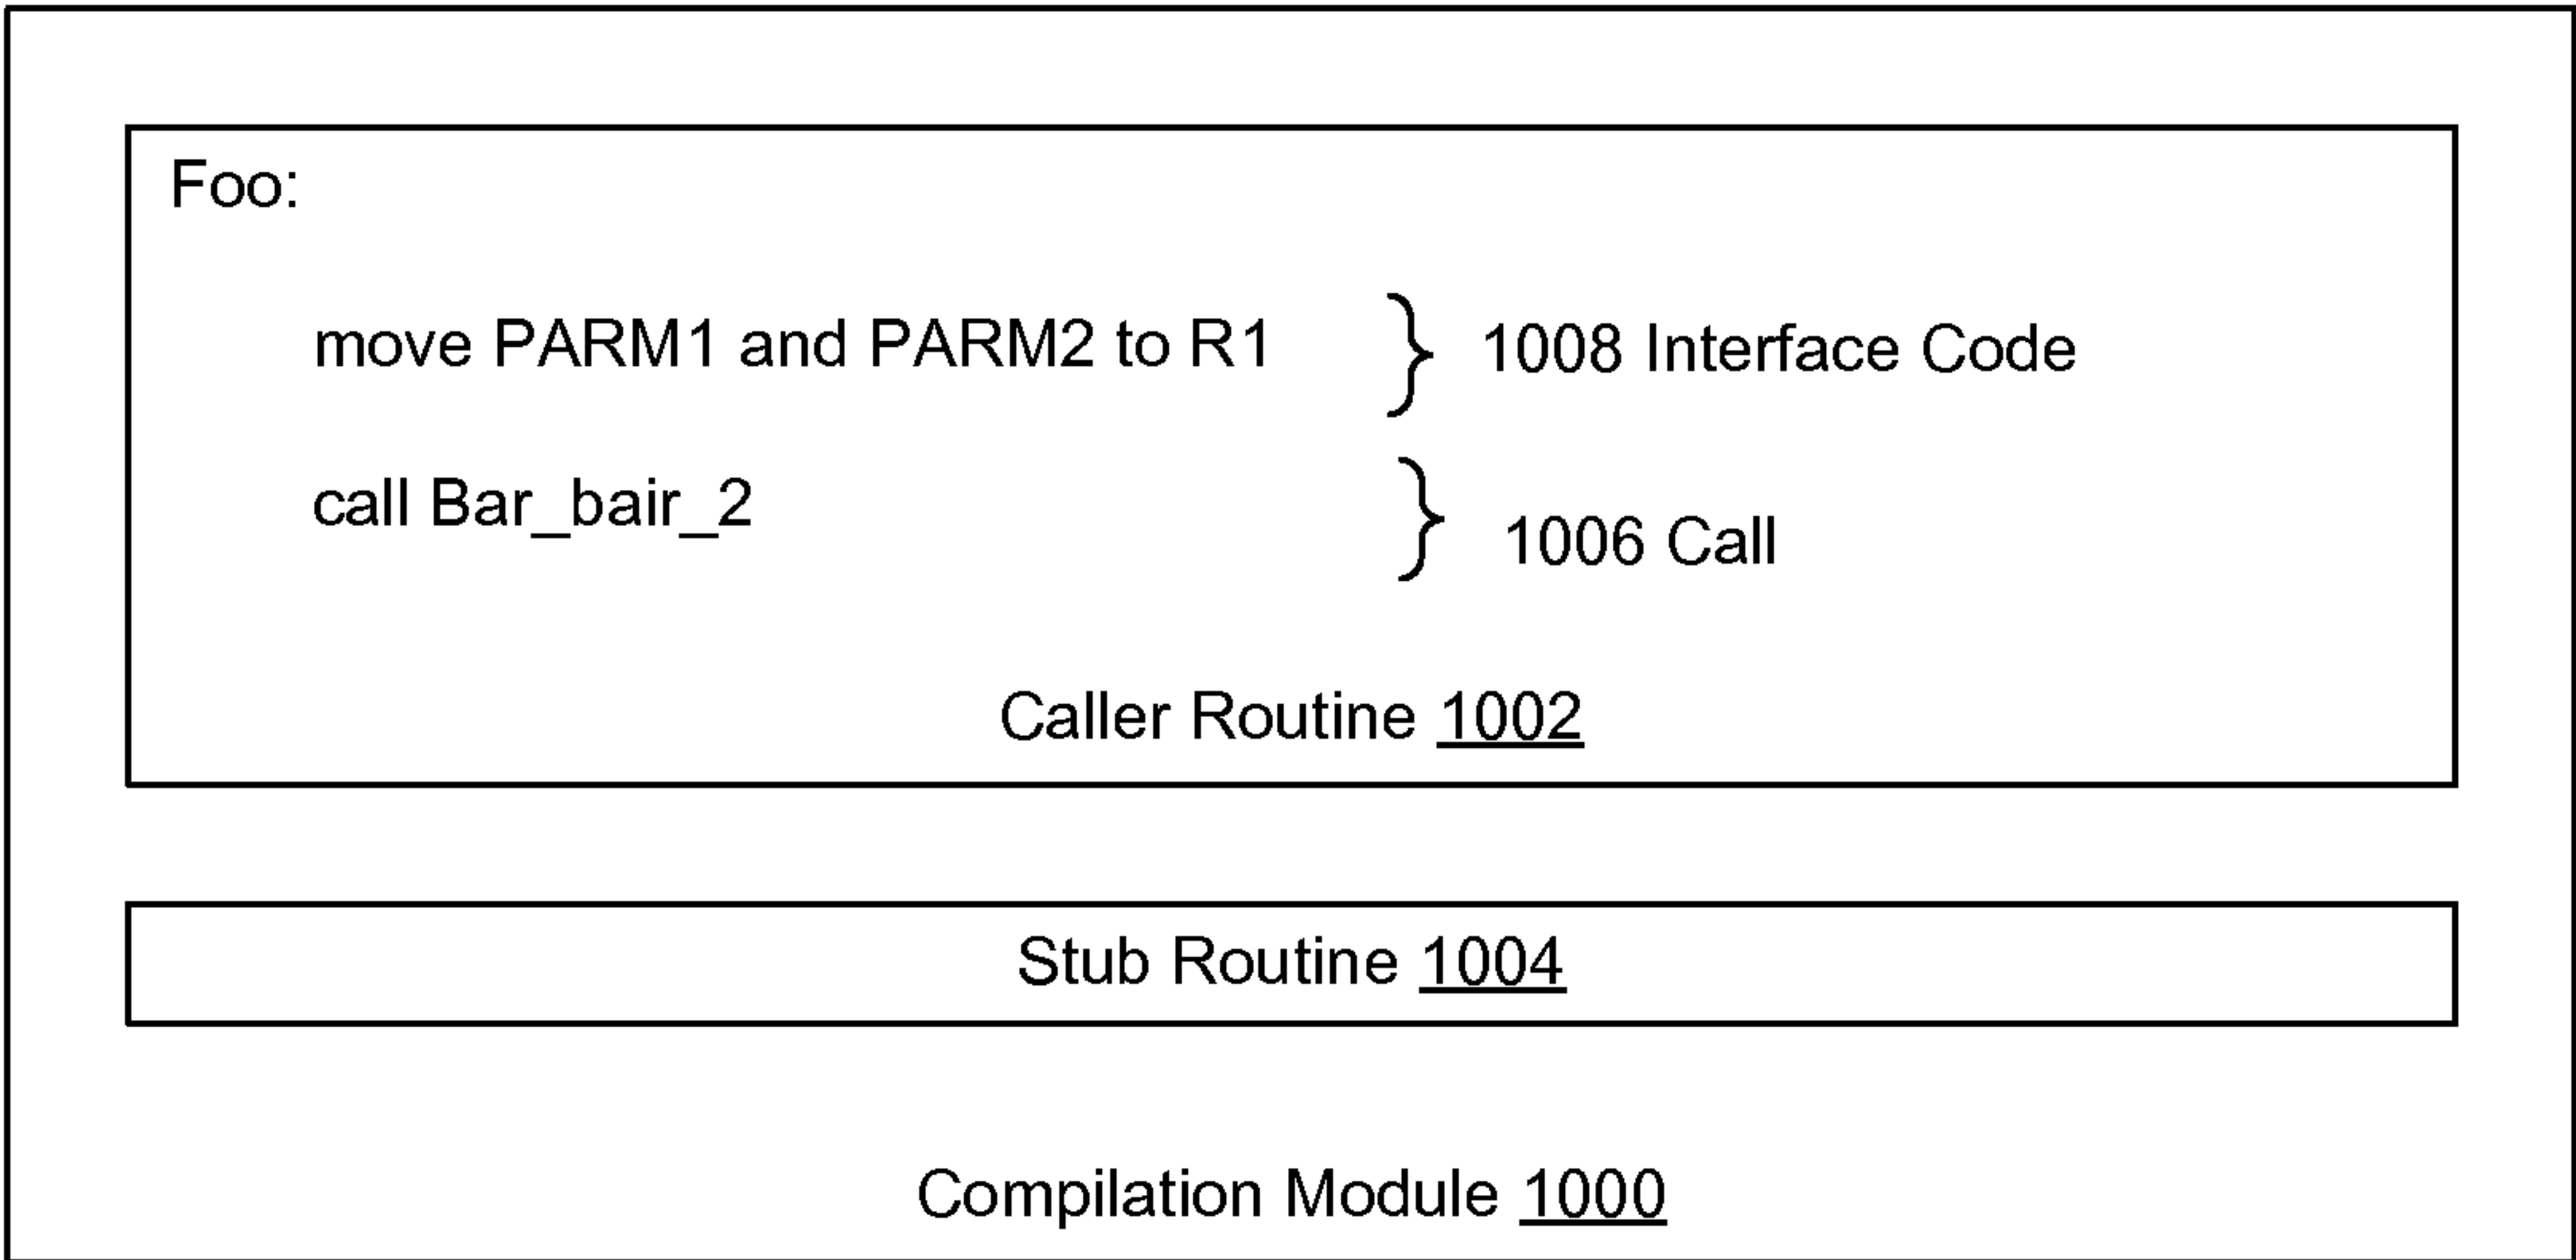 Foo:
move PARM1 and PARM2 to R1
1008 Interface Code
call Bar_bair_2
1006 Call
Caller Routine 1002
Stub Routine 1004
Compilation Module 1000